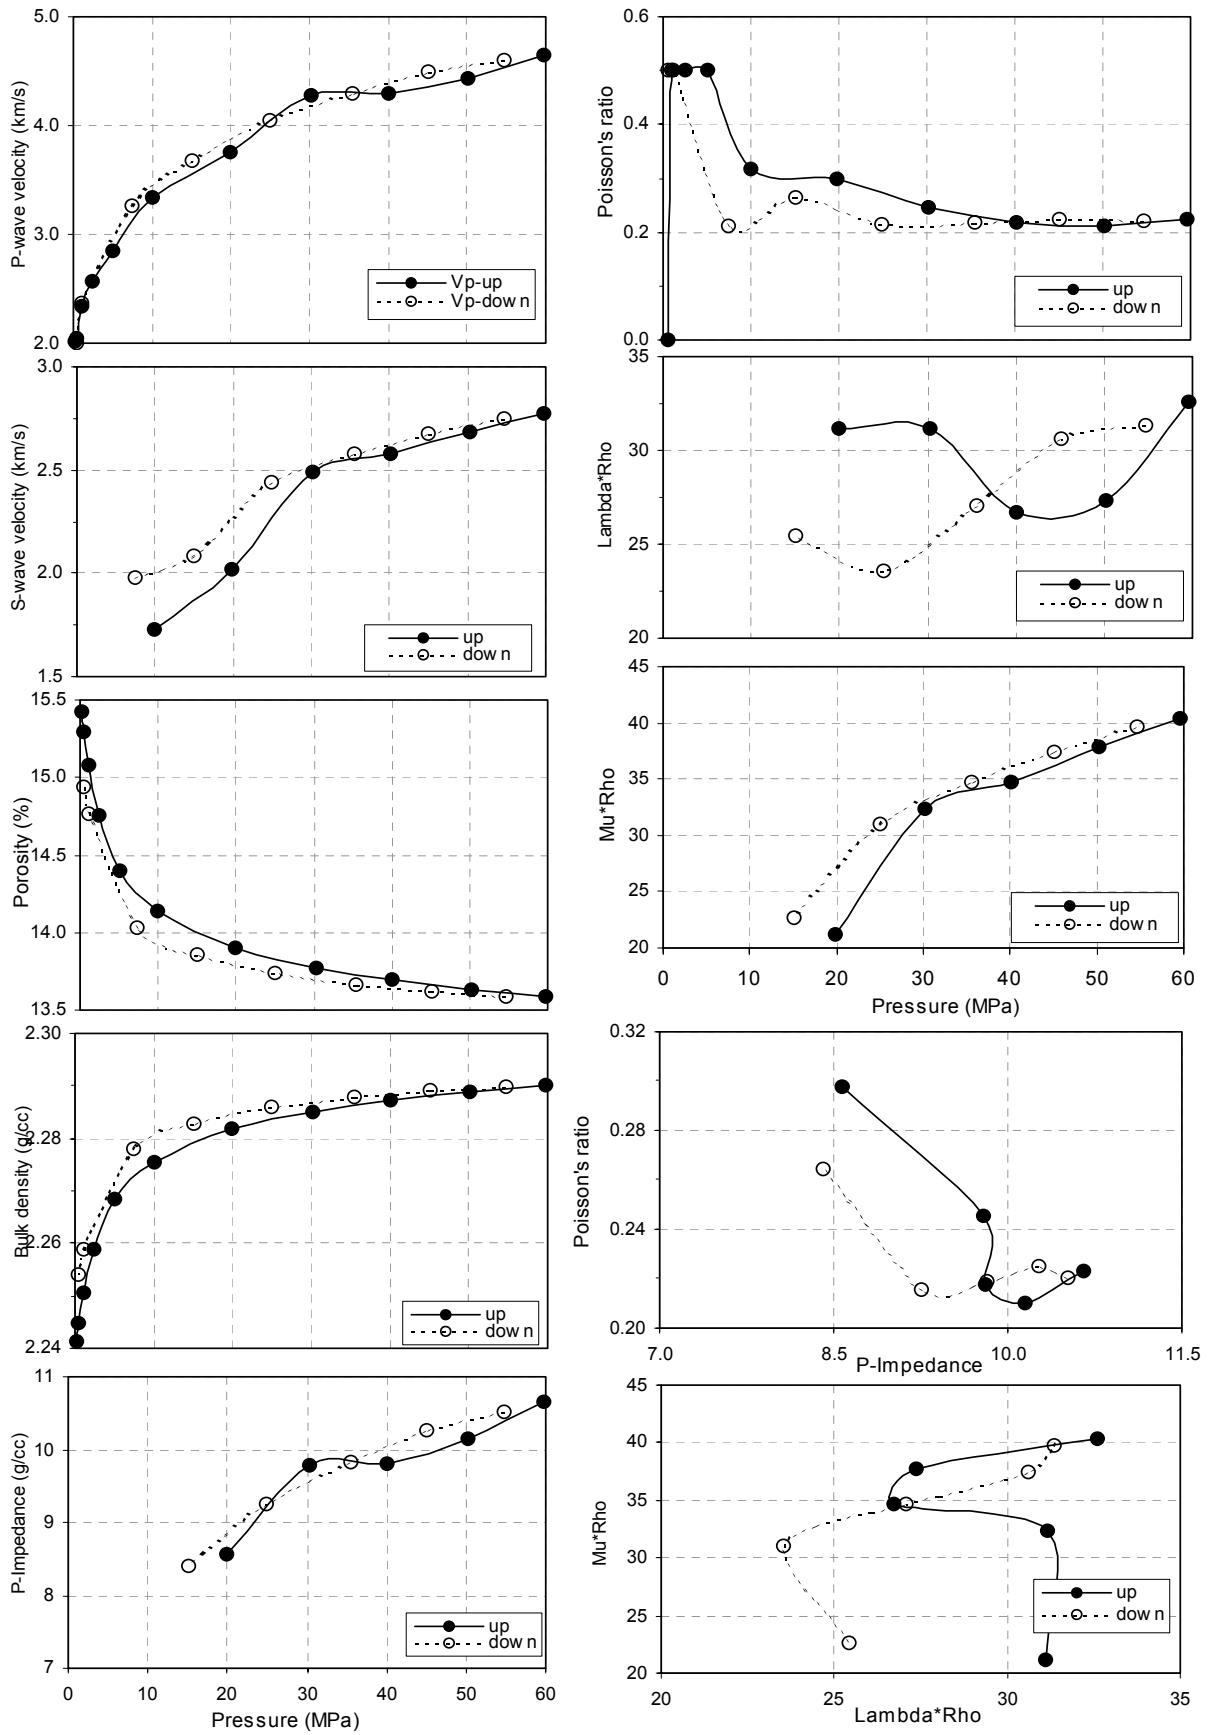 5.0
4.0
3.0
2.0
P-wave velocity (km/s)
Vp-up
Vp-dow n
3.0
2.5
2.0
1.5
S-wave velocity (km/s)
up
dow n
15.5
15.0
14.5
14.0
13.5
Porosity (%)
2.30
2.28
2.26
2.24
Bulk density (g/cc)
up
dow n
11
10
9
8
7
P-Impedance (g/cc)
up
dow n
0 10 20 30 40 50 60
Pressure (MPa)
0.6
0.4
0.2
0.0
Poisson's ratio
up
dow n
35
30
25
20
Lambda*Rho
up
dow n
45
40
35
30
25
20
Mu*Rho
up
dow n
0 10 20 30 40 50 60
Pressure (MPa)
0.32
0.28
0.24
0.20
Poisson's ratio
7.0 8.5 10.0 11.5
P-Impedance
45
40
35
30
25
20
Mu*Rho
up
dow n
20 25 30 35
Lambda*Rho